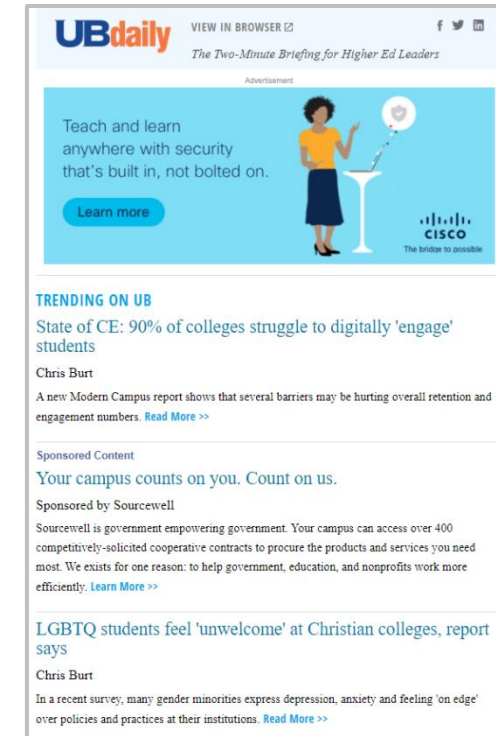 UBdaily
VIEW IN BROWSER
The Two-Minute Briefing for Higher Ed Leaders
Advertisement
Teach and learn
anywhere with security
that's built in, not bolted on.
Learn more
CISCO
The bridge to possible
TRENDING ON UB
State of CE: 90% of colleges struggle to digitally 'engage'
students
Chris Burt
A new Modern Campus report shows that several barriers may be hurting overall retention and
engagement numbers. Read More >>
Sponsored Content
Your campus counts on you. Count on us.
Sponsored by Sourcewell
Sourcewell is government empowering government. Your campus can access over 400
competitively-solicited cooperative contracts to procure the products and services you need
most. We exists for one reason: to help government, education, and nonprofits work more
efficiently. Learn More >>
LGBTQ students feel 'unwelcome' at Christian colleges, report
says
Chris Burt
In a recent survey, many gender minorities express depression, anxiety and feeling 'on edge'
over policies and practices at their institutions. Read More >>